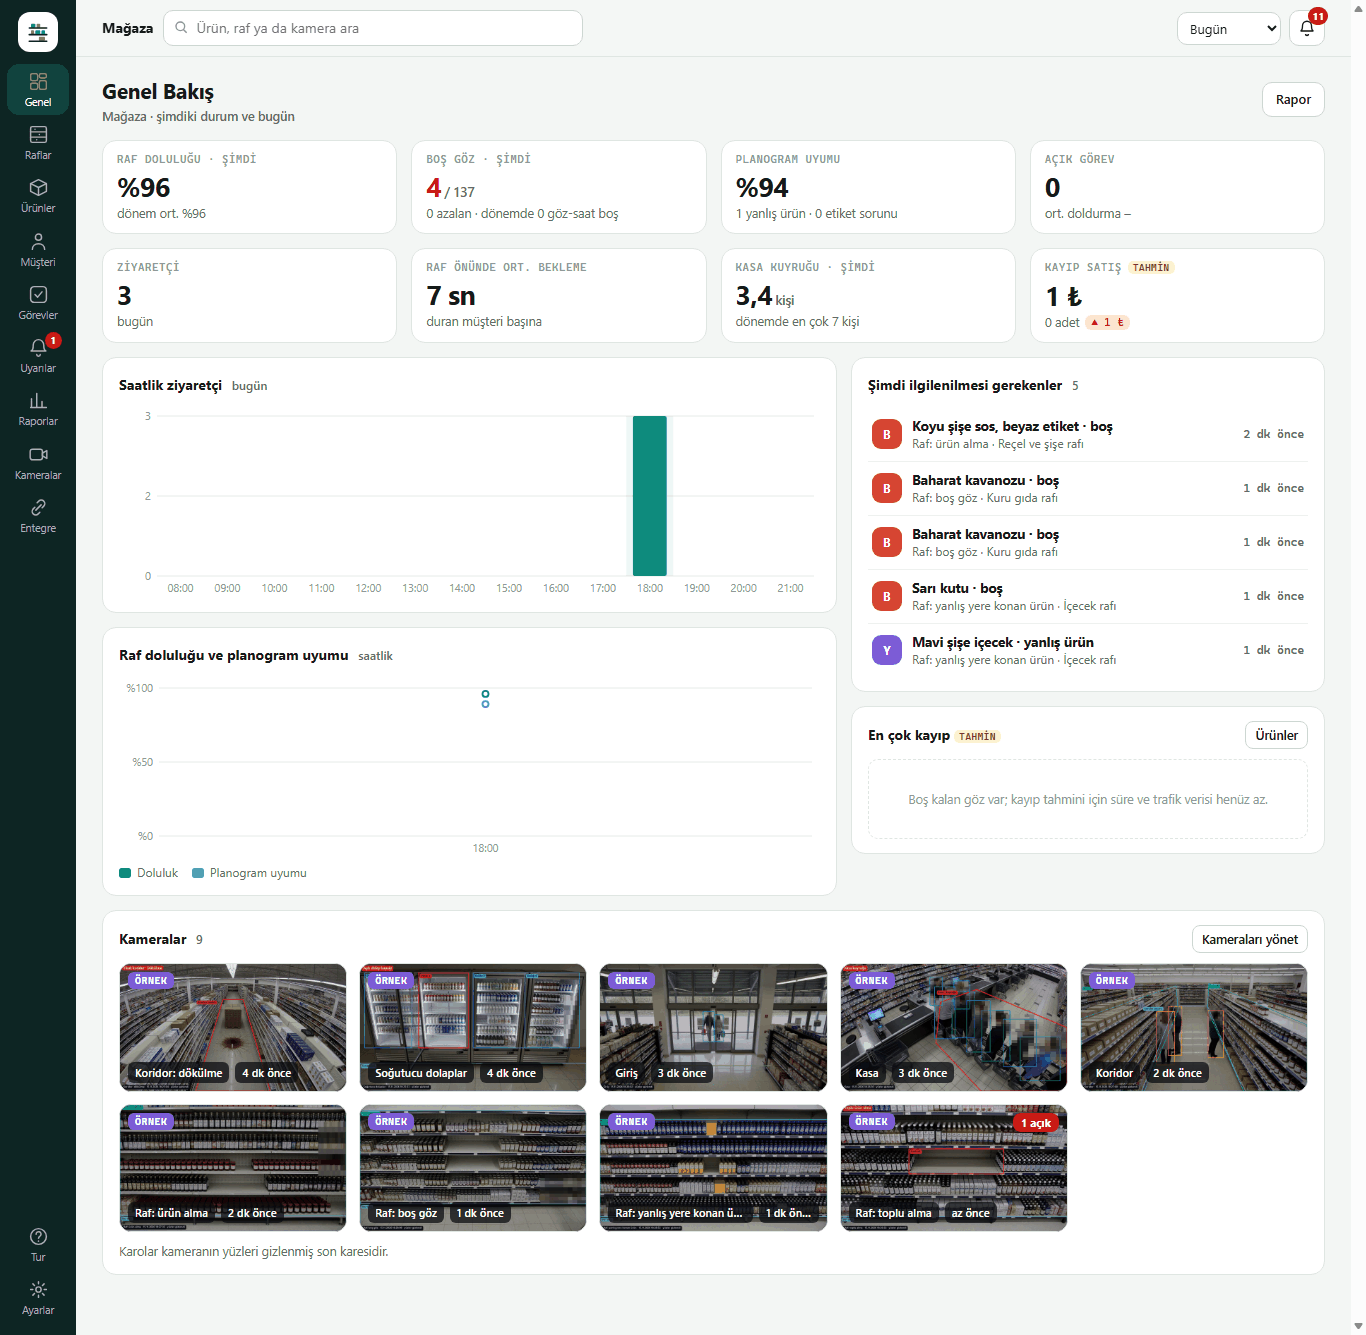 Mağaza
Ürün, raf ya da kamera ara
Bugün
11
Genel
Raflar
Ürünler
Müşteri
Görevler
1
Uyarılar
Raporlar
Kameralar
Entegre
Tur
Ayarlar
Genel Bakış
Mağaza · şimdiki durum ve bugün
Rapor
RAF DOLULUĞU · ŞİMDİ
%96
dönem ort. %96
BOŞ GÖZ · ŞİMDİ
4 / 137
0 azalan · dönemde 0 göz-saat boş
PLANOGRAM UYUMU
%94
1 yanlış ürün · 0 etiket sorunu
AÇIK GÖREV
0
ort. doldurma –
ZİYARETÇİ
3
bugün
RAF ÖNÜNDE ORT. BEKLEME
7 sn
duran müşteri başına
KASA KUYRUĞU · ŞİMDİ
3,4 kişi
dönemde en çok 7 kişi
KAYIP SATIŞ TAHMİN
1 ₺
0 adet ▲ 1 ₺
Saatlik ziyaretçi bugün
3
2
0
08:00 09:00 10:00 11:00 12:00 13:00 14:00 15:00 16:00 17:00 18:00 19:00 20:00 21:00
Şimdi ilgilenilmesi gerekenler 5
B
Koyu şişe sos, beyaz etiket · boş
Raf: ürün alma · Reçel ve şişe rafı
2 dk önce
B
Baharat kavanozu · boş
Raf: boş göz · Kuru gıda rafı
1 dk önce
B
Baharat kavanozu · boş
Raf: boş göz · Kuru gıda rafı
1 dk önce
B
Sarı kutu · boş
Raf: yanlış yere konan ürün · İçecek rafı
1 dk önce
Y
Mavi şişe içecek · yanlış ürün
Raf: yanlış yere konan ürün · İçecek rafı
1 dk önce
Raf doluluğu ve planogram uyumu saatlik
%100
%50
%0
18:00
Doluluk Planogram uyumu
En çok kayıp TAHMİN
Ürünler
Boş kalan göz var; kayıp tahmini için süre ve trafik verisi henüz az.
Kameralar 9
Kameraları yönet
ÖRNEK
Koridor: dökülme 4 dk önce
ÖRNEK
Soğutucu dolaplar 4 dk önce
ÖRNEK
Giriş 3 dk önce
ÖRNEK
Kasa 3 dk önce
ÖRNEK
Koridor 2 dk önce
ÖRNEK
Raf: ürün alma 2 dk önce
ÖRNEK
Raf: boş göz 1 dk önce
ÖRNEK
Raf: yanlış yere konan ü... 1 dk ön...
ÖRNEK
1 açık
Raf: toplu alma az önce
Karolar kameranın yüzleri gizlenmiş son karesidir.